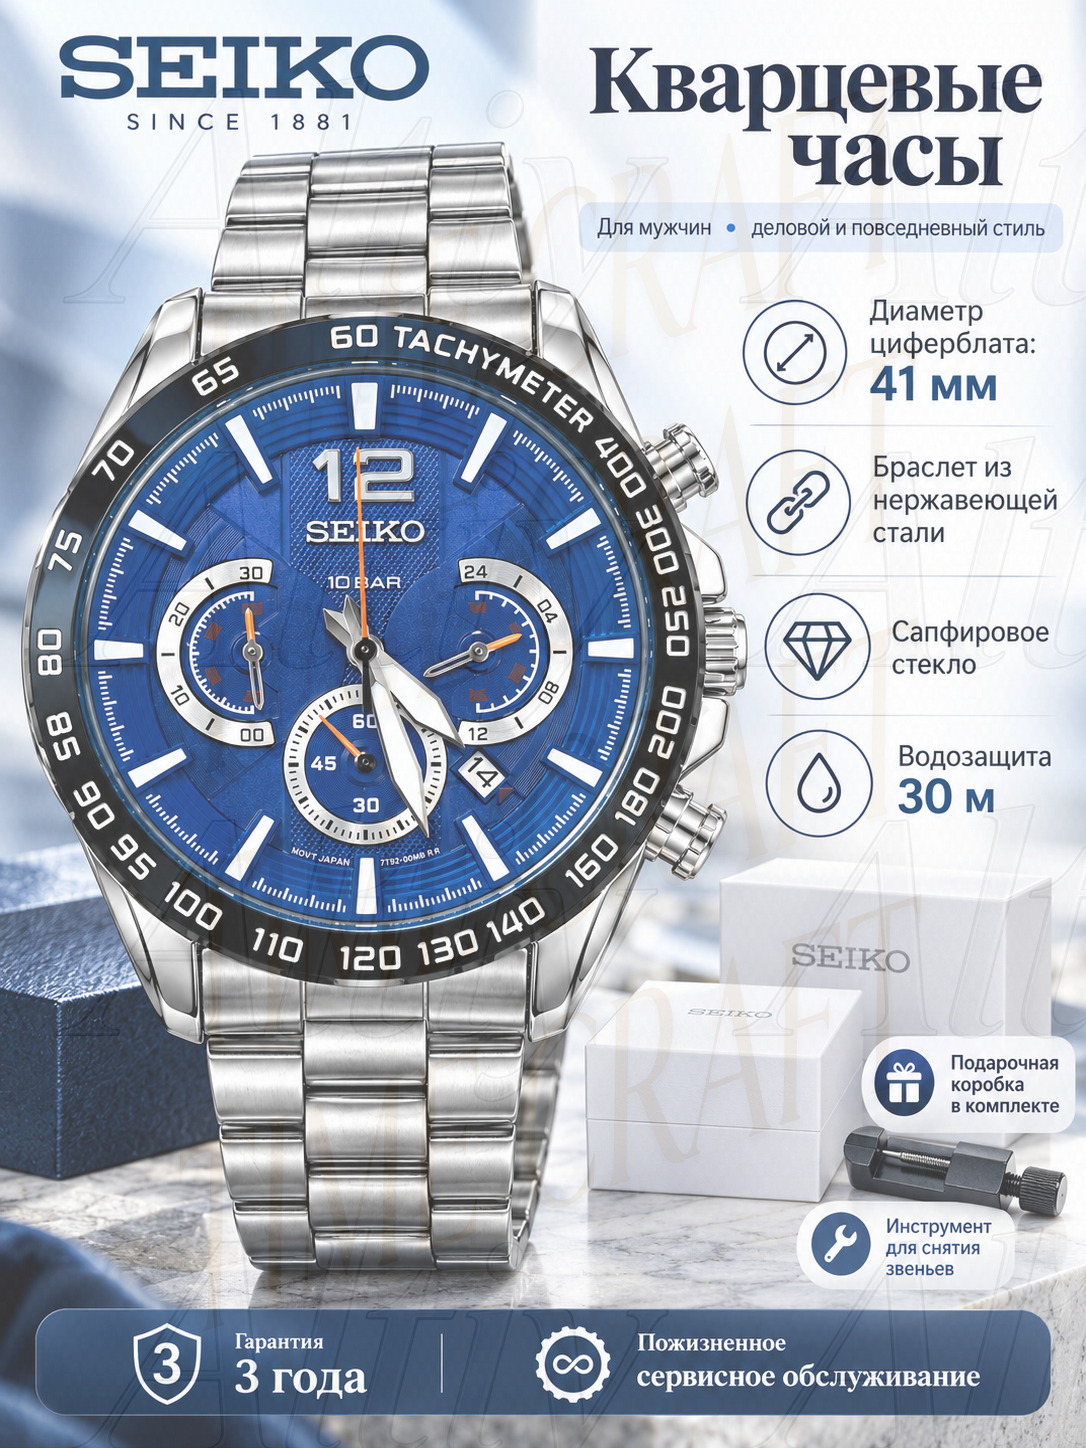 SEIKO
SINCE 1881
Кварцевые
часы
Для мужчин • деловой и повседневный стиль
Диаметр
циферблата:
41 мм
Браслет из
нержавеющей
стали
Сапфировое
стекло
Водозащита
30 м
60 TACHYMETER 400 300 250 200 180 160 140 130 120 110 100 95 90 85 80 75 70 65
12
SEIKO
10 BAR
30
20
10
00
24
04
08
12
60
45
30
14
MOVT JAPAN
SEIKO
SEIKO
Подарочная
коробка
в комплекте
Инструмент
для снятия
звеньев
3
Гарантия
3 года
Пожизненное
сервисное обслуживание